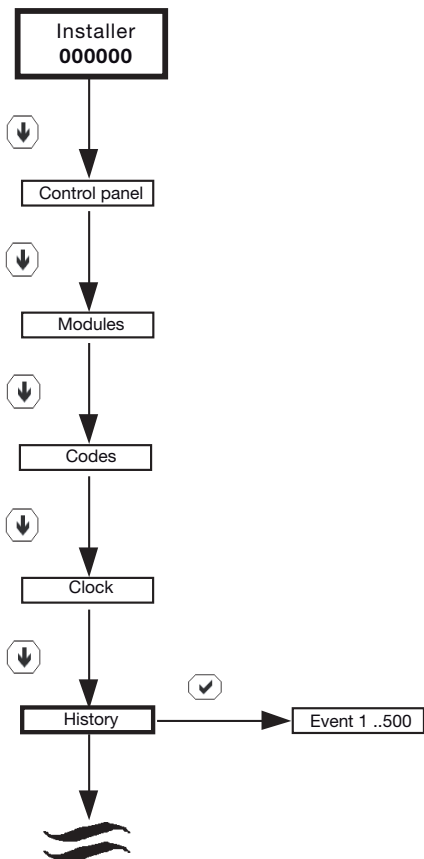 Installer
000000
Control panel
Modules
Codes
Clock
History
Event 1 ..500